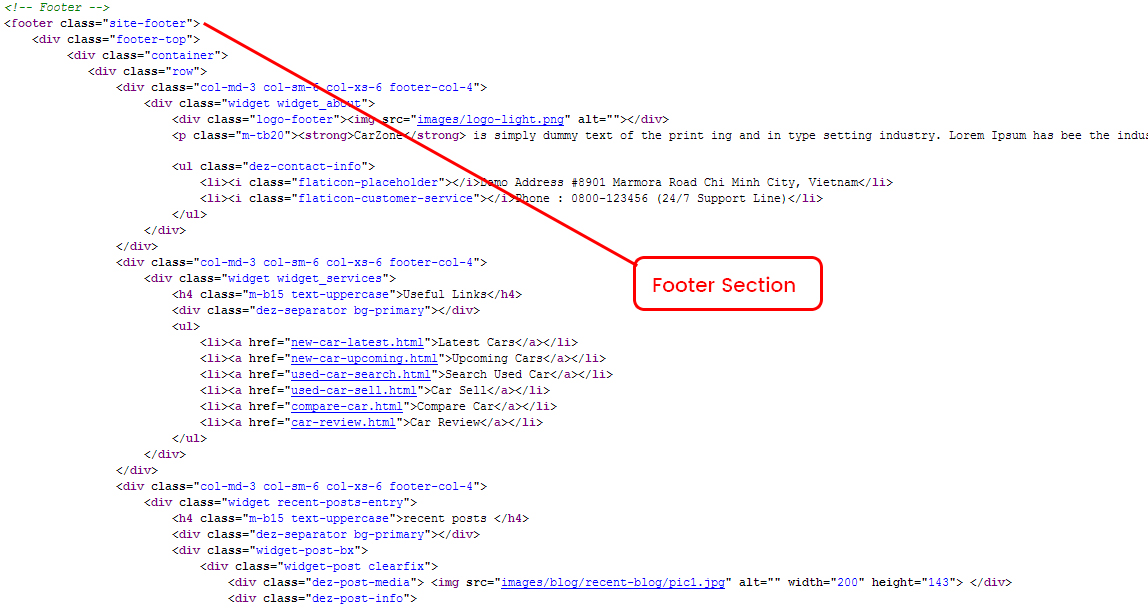 <!-- Footer -->
<footer class="site-footer">
<div class="footer-top">
<div class="container">
<div class="row">
<div class="col-md-3 col-sm-6 col-xs-6 footer-col-4">
<div class="widget widget_about">
<div class="logo-footer"><img src="images/logo-light.png" alt=""></div>
<p class="m-tb20"><strong>CarZone</strong> is simply dummy text of the print ing and in type setting industry. Lorem Ipsum has bee the indus
<ul class="dez-contact-info">
<li><i class="flaticon-placeholder"></i>Demo Address #8901 Marmora Road Chi Minh City, Vietnam</li>
<li><i class="flaticon-customer-service"></i>Phone : 0800-123456 (24/7 Support Line)</li>
</ul>
</div>
</div>
<div class="col-md-3 col-sm-6 col-xs-6 footer-col-4">
<div class="widget widget_services">
Footer Section
<h4 class="m-b15 text-uppercase">Useful Links</h4>
<div class="dez-separator bg-primary"></div>
<ul>
<li><a href="new-car-latest.html">Latest Cars</a></li>
<li><a href="new-car-upcoming.html">Upcoming Cars</a></li>
<li><a href="used-car-search.html">Search Used Car</a></li>
<li><a href="used-car-sell.html">Car Sell</a></li>
<li><a href="compare-car.html">Compare Car</a></li>
<li><a href="car-review.html">Car Review</a></li>
</ul>
</div>
</div>
<div class="col-md-3 col-sm-6 col-xs-6 footer-col-4">
<div class="widget recent-posts-entry">
<h4 class="m-b15 text-uppercase">recent posts </h4>
<div class="dez-separator bg-primary"></div>
<div class="widget-post-bx">
<div class="widget-post clearfix">
<div class="dez-post-media"> <img src="images/blog/recent-blog/pic1.jpg" alt="" width="200" height="143"> </div>
<div class="dez-post-info">